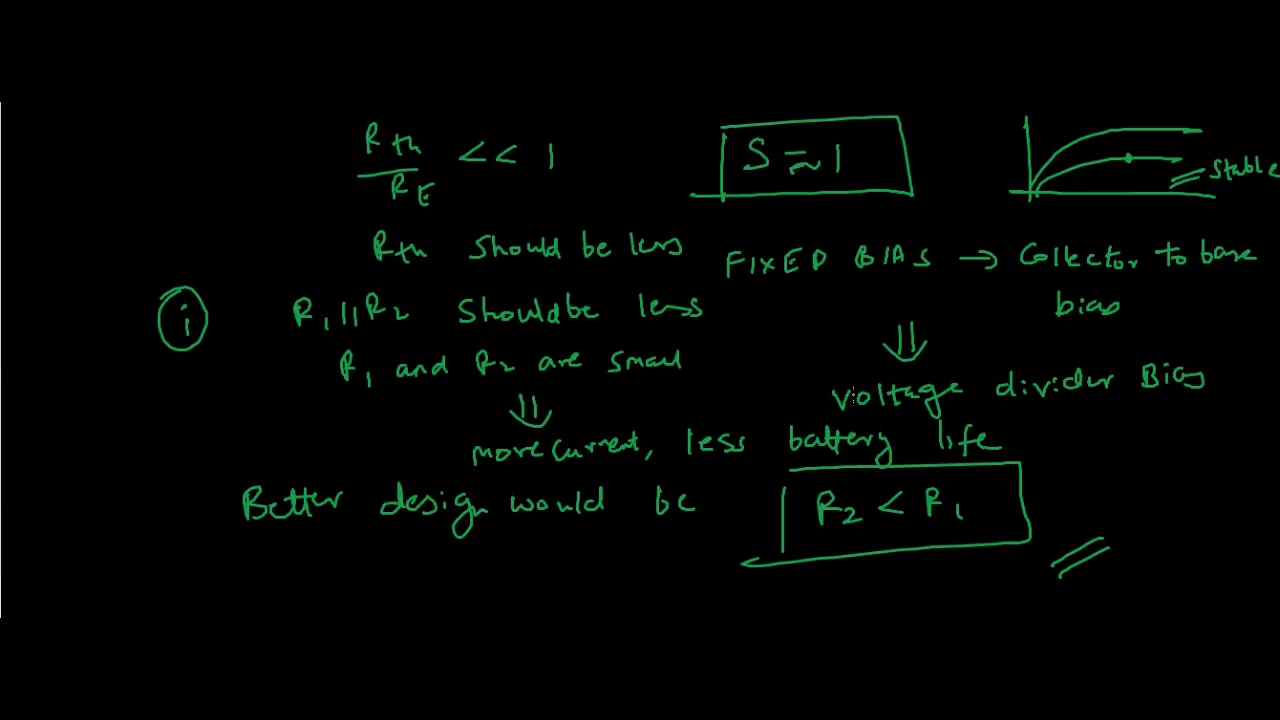 Rth / RE << 1
S ≈ 1
Stable
Rth should be less
FIXED BIAS → Collector to base bias
i
R1 || R2 should be less
R1 and R2 are small
⇓
⇓
voltage divider Bias
more current, less battery life
Better design would be
R2 < R1